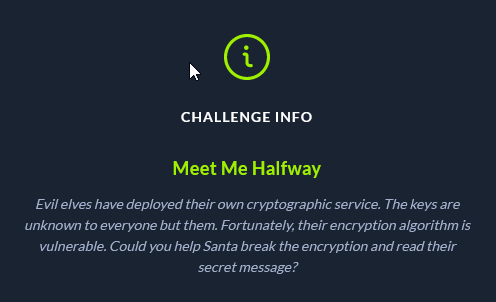 CHALLENGE INFO
Meet Me Halfway
Evil elves have deployed their own cryptographic service. The keys are
unknown to everyone but them. Fortunately, their encryption algorithm is
vulnerable. Could you help Santa break the encryption and read their
secret message?